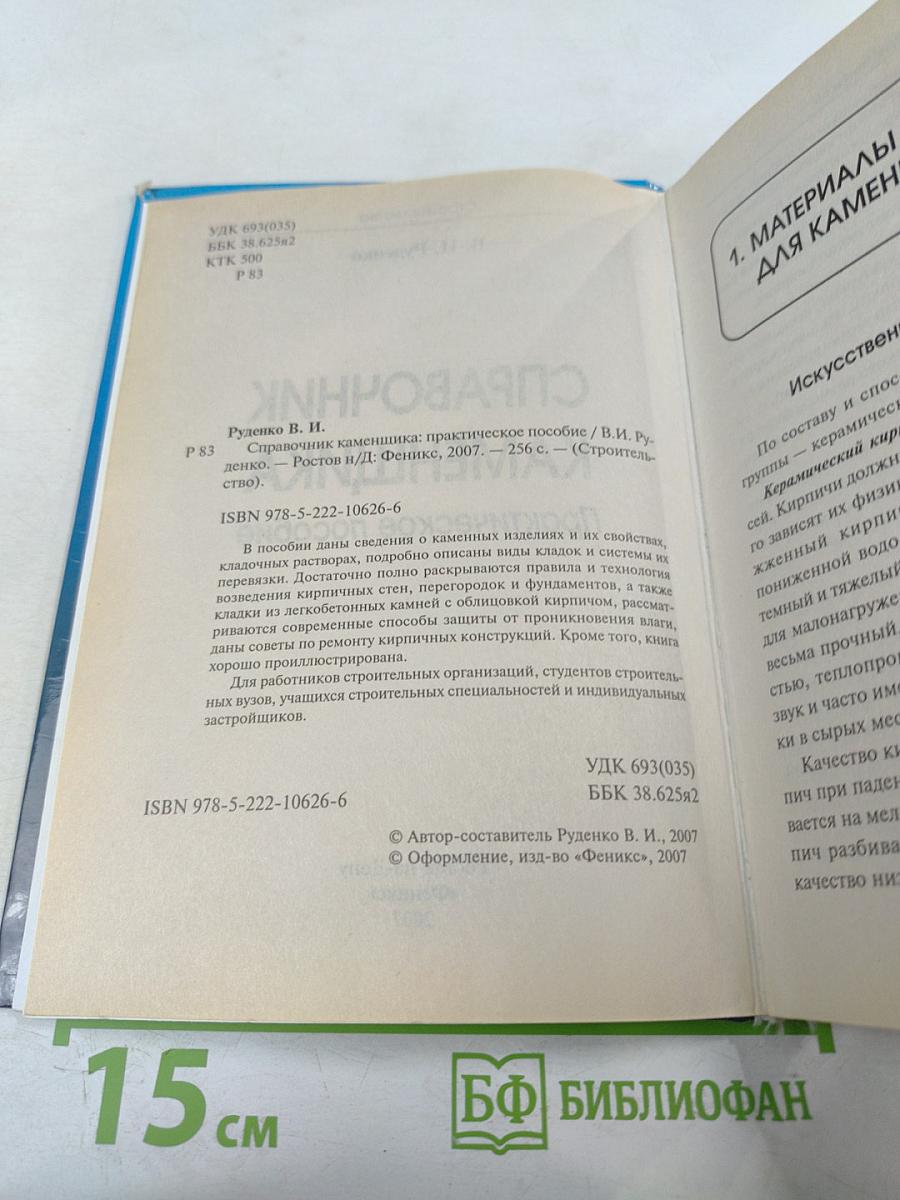 УДК 693(035)
ББК 38.625я2
КТК 500
Р 83
Руденко В. И.
Р 83 Справочник каменщика: практическое пособие / В.И. Ру-
денко. — Ростов н/Д: Феникс, 2007. — 256 с. — (Строитель-
ство).
ISBN 978-5-222-10626-6
В пособии даны сведения о каменных изделиях и их свойствах,
кладочных растворах, подробно описаны виды кладок и системы их
перевязки. Достаточно полно раскрываются правила и технология
возведения кирпичных стен, перегородок и фундаментов, а также
кладки из легкобетонных камней с облицовкой кирпичом, рассмат-
риваются современные способы защиты от проникновения влаги,
даны советы по ремонту кирпичных конструкций. Кроме того, книга
хорошо проиллюстрирована.
Для работников строительных организаций, студентов строитель-
ных вузов, учащихся строительных специальностей и индивидуальных
застройщиков.
УДК 693(035)
ББК 38.625я2
ISBN 978-5-222-10626-6
© Автор-составитель Руденко В. И., 2007
© Оформление, изд-во «Феникс», 2007
1. МАТЕРИАЛЫ
ДЛЯ КАМЕН
Искусствен
По составу и спос
группы — керамичес
Керамический кирп
сей. Кирпичи должн
го зависят их физи
жженный кирпич
пониженной водо
темный и тяжелый
для малонагруже
весьма прочный,
стью, теплопро
звук и часто им
ки в сырых мес
Качество ки
пич при паден
вается на мел
пич разбива
качество низ
15 см
БФ БИБЛИОФАН